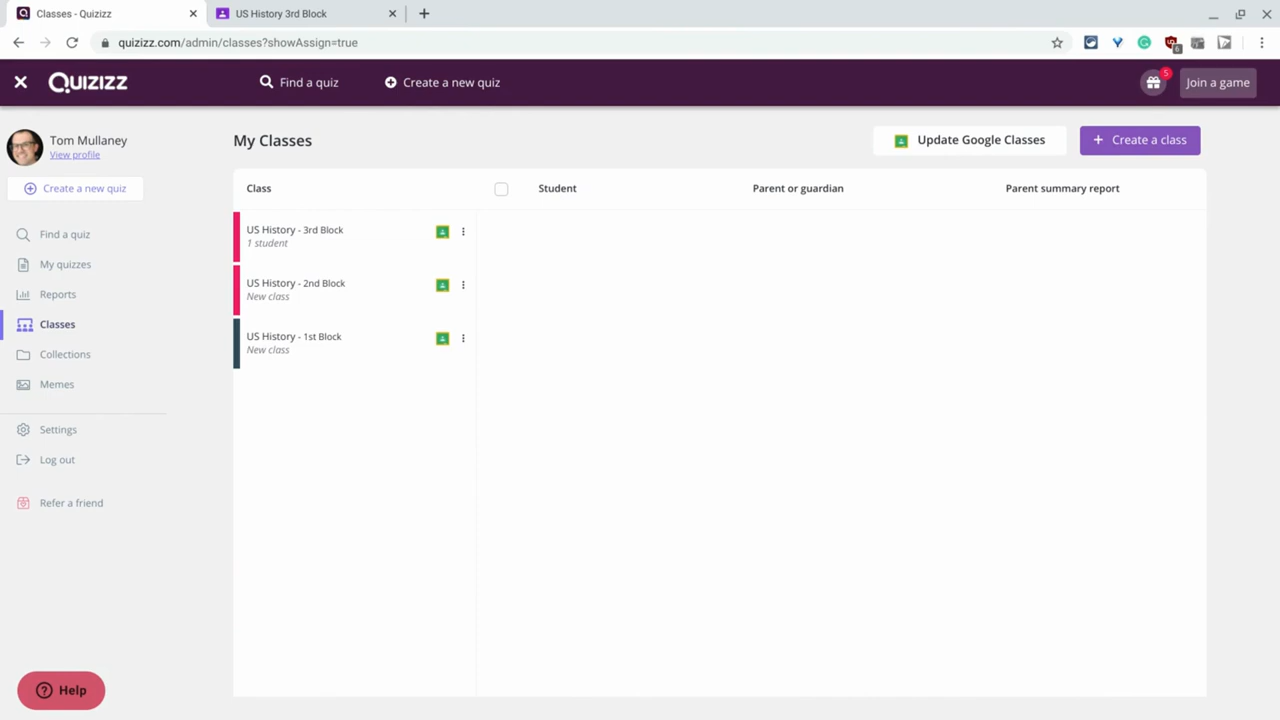 Classes - Quizizz
US History 3rd Block
quizizz.com/admin/classes?showAssign=true
6
QUIZIZZ
Find a quiz
Create a new quiz
5
Join a game
Tom Mullaney
View profile
Create a new quiz
Find a quiz
My quizzes
Reports
Classes
Collections
Memes
Settings
Log out
Refer a friend
Help
My Classes
Update Google Classes
+ Create a class
Class
Student
Parent or guardian
Parent summary report
US History - 3rd Block
1 student
US History - 2nd Block
New class
US History - 1st Block
New class